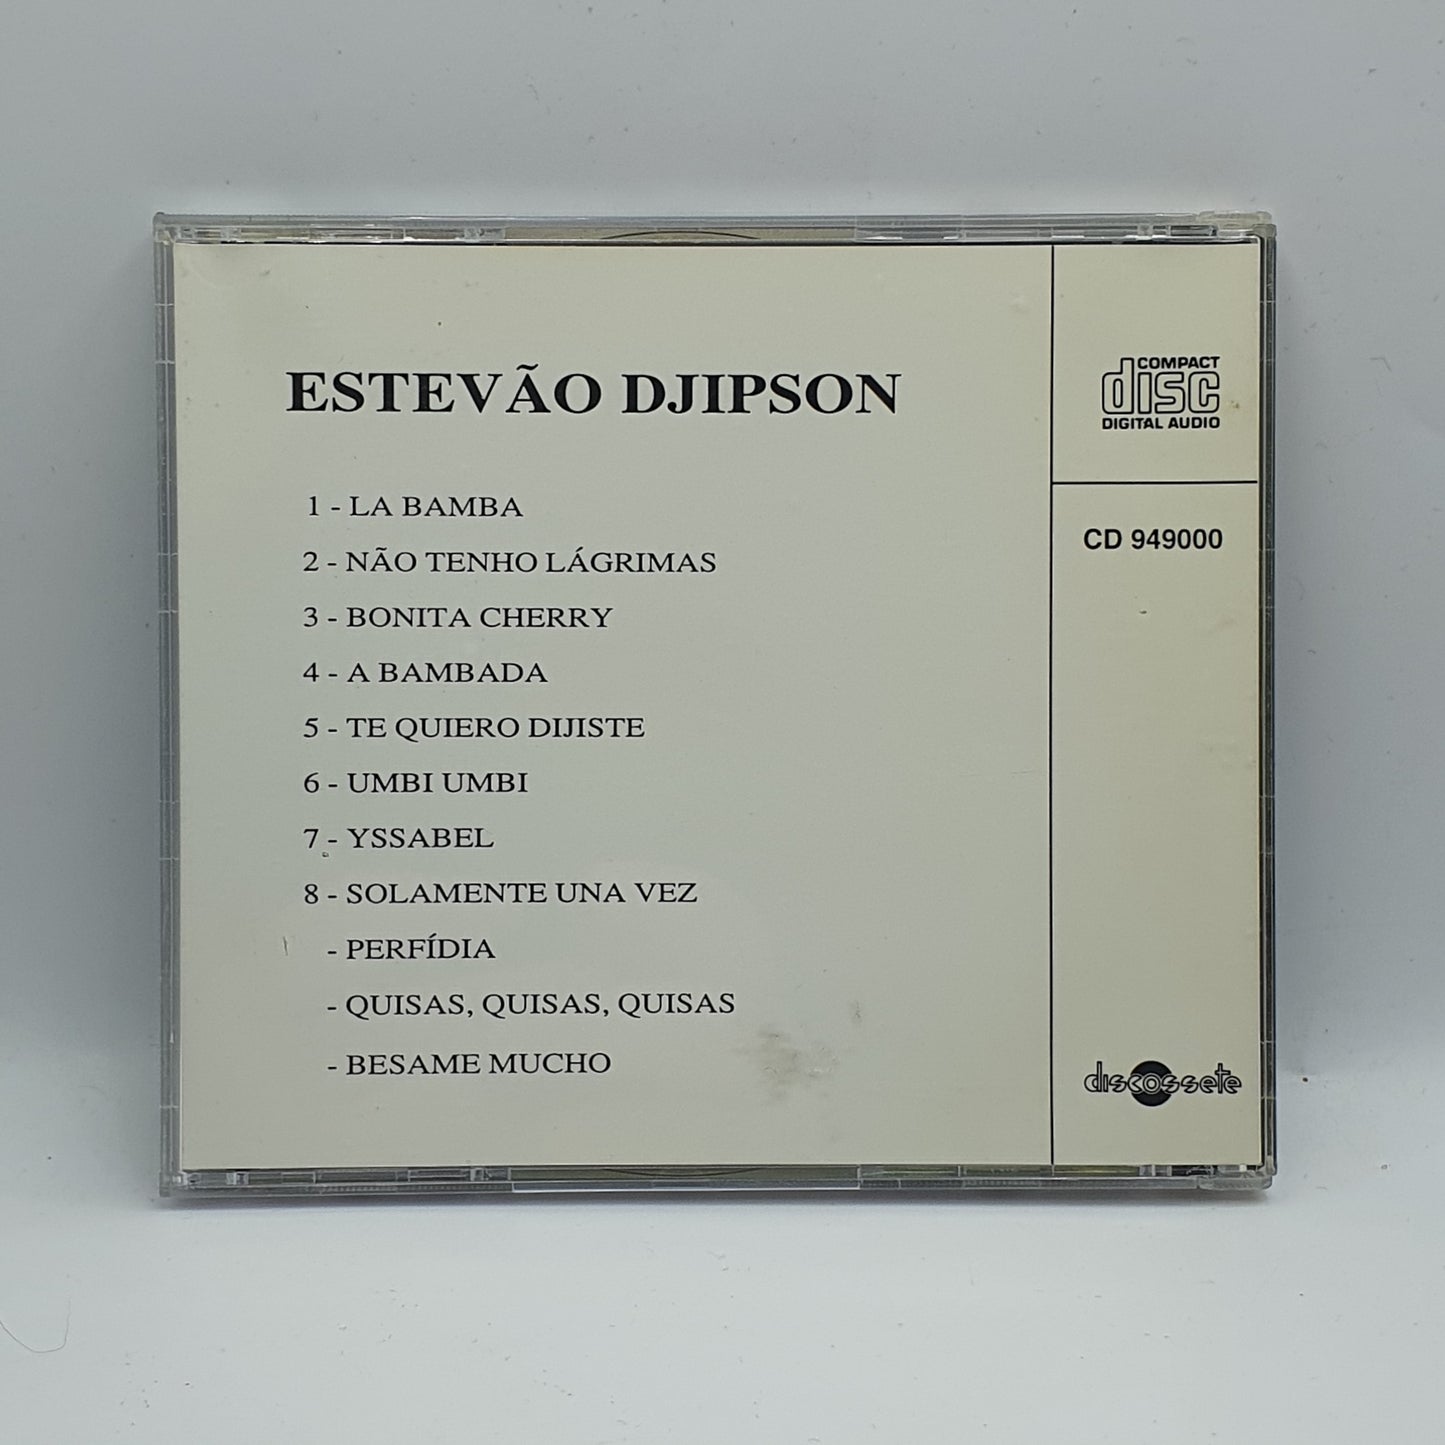 ESTEVÃO DJIPSON
1 - LA BAMBA
2 - NÃO TENHO LÁGRIMAS
3 - BONITA CHERRY
4 - A BAMBADA
5 - TE QUIERO DIJISTE
6 - UMBI UMBI
7 - YSSABEL
8 - SOLAMENTE UNA VEZ
- PERFÍDIA
- QUISAS, QUISAS, QUISAS
- BESAME MUCHO
COMPACT
disc
DIGITAL AUDIO
CD 949000
discossete